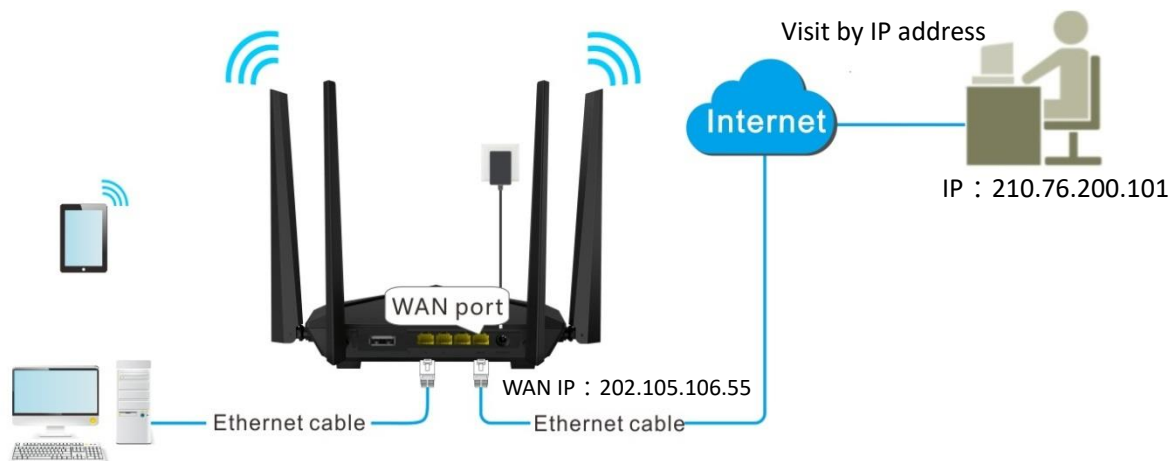 Visit by IP address
Internet
IP：210.76.200.101
WAN port
WAN IP：202.105.106.55
Ethernet cable
Ethernet cable